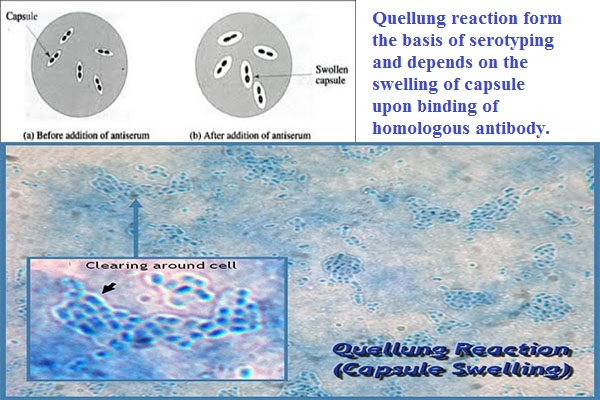 Capsule
Swollen
capsule
(a) Before addition of antiserum
(b) After addition of antiserum
Quellung reaction form
the basis of serotyping
and depends on the
swelling of capsule
upon binding of
homologous antibody.
Clearing around cell
Quellung Reaction
(Capsule Swelling)